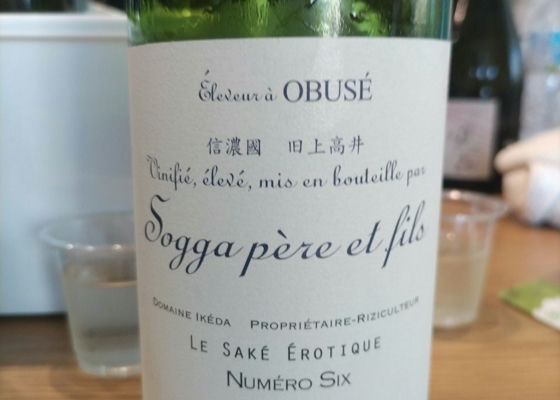 Éleveur à OBUSÉ
信濃國 旧上高井
Vinifié, élevé, mis en bouteille par
Sogga père et fils
DOMAINE IKÉDA PROPRIÉTAIRE-RIZICULTEUR
LE SAKÉ ÉROTIQUE
NUMÉRO SIX